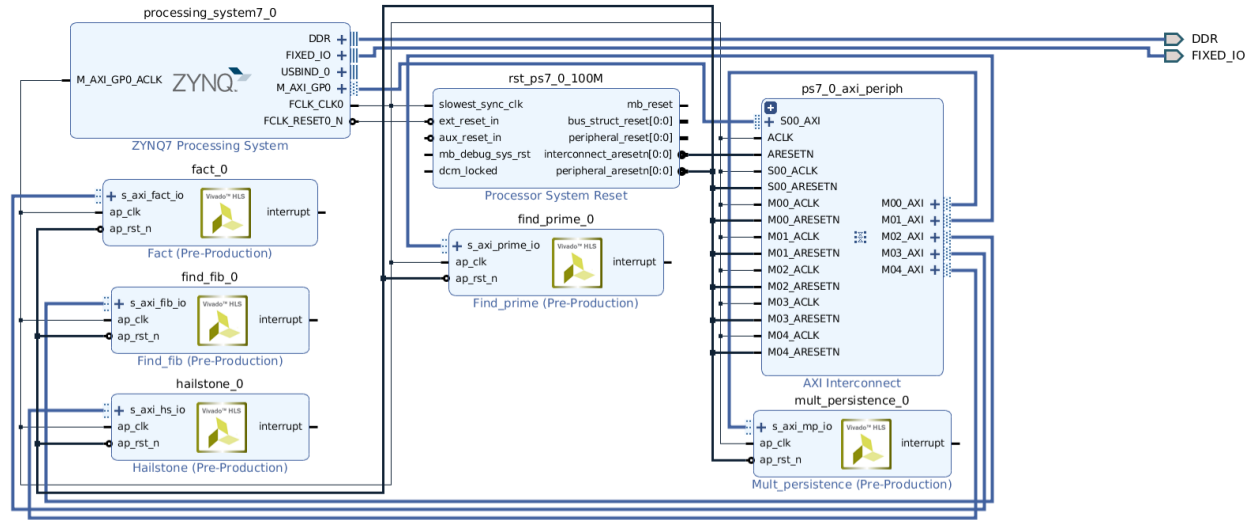 processing_system7_0
DDR
FIXED_IO
USBIND_0
M_AXI_GP0
FCLK_CLK0
FCLK_RESET0_N
M_AXI_GP0_ACLK
ZYNQ
ZYNQ7 Processing System
DDR
FIXED_IO
rst_ps7_0_100M
slowest_sync_clk
ext_reset_in
aux_reset_in
mb_debug_sys_rst
dcm_locked
mb_reset
bus_struct_reset[0:0]
peripheral_reset[0:0]
interconnect_aresetn[0:0]
peripheral_aresetn[0:0]
Processor System Reset
ps7_0_axi_periph
S00_AXI
ACLK
ARESETN
S00_ACLK
S00_ARESETN
M00_ACLK
M00_ARESETN
M01_ACLK
M01_ARESETN
M02_ACLK
M02_ARESETN
M03_ACLK
M03_ARESETN
M04_ACLK
M04_ARESETN
M00_AXI
M01_AXI
M02_AXI
M03_AXI
M04_AXI
AXI Interconnect
fact_0
s_axi_fact_io
ap_clk
ap_rst_n
Vivado™ HLS
interrupt
Fact (Pre-Production)
find_prime_0
s_axi_prime_io
ap_clk
ap_rst_n
Vivado™ HLS
interrupt
Find_prime (Pre-Production)
find_fib_0
s_axi_fib_io
ap_clk
ap_rst_n
Vivado™ HLS
interrupt
Find_fib (Pre-Production)
hailstone_0
s_axi_hs_io
ap_clk
ap_rst_n
Vivado™ HLS
interrupt
Hailstone (Pre-Production)
mult_persistence_0
s_axi_mp_io
ap_clk
ap_rst_n
Vivado™ HLS
interrupt
Mult_persistence (Pre-Production)